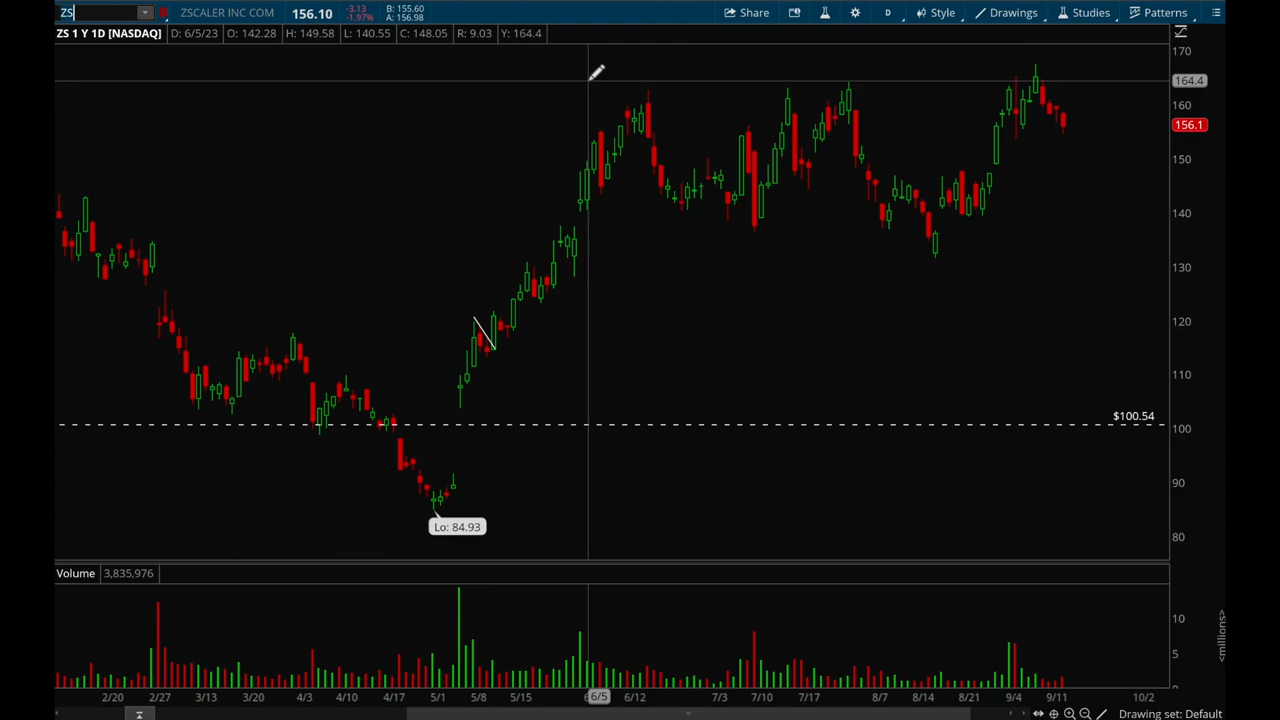 ZS ZSCALER INC COM 156.10 -3.13 -1.97% B: 155.60 A: 156.98 Share D Style Drawings Studies Patterns
ZS 1 Y 1D [NASDAQ] D: 6/5/23 O: 142.28 H: 149.58 L: 140.55 C: 148.05 R: 9.03 Y: 164.4
170
164.4
160
156.1
150
140
130
120
110
$100.54
100
90
Lo: 84.93
80
Volume 3,835,976
10
5
<millions>
2/20 2/27 3/13 3/20 4/3 4/10 4/17 5/1 5/8 5/15 6/5 6/12 7/3 7/10 7/17 8/7 8/14 8/21 9/4 9/11 10/2
Drawing set: Default